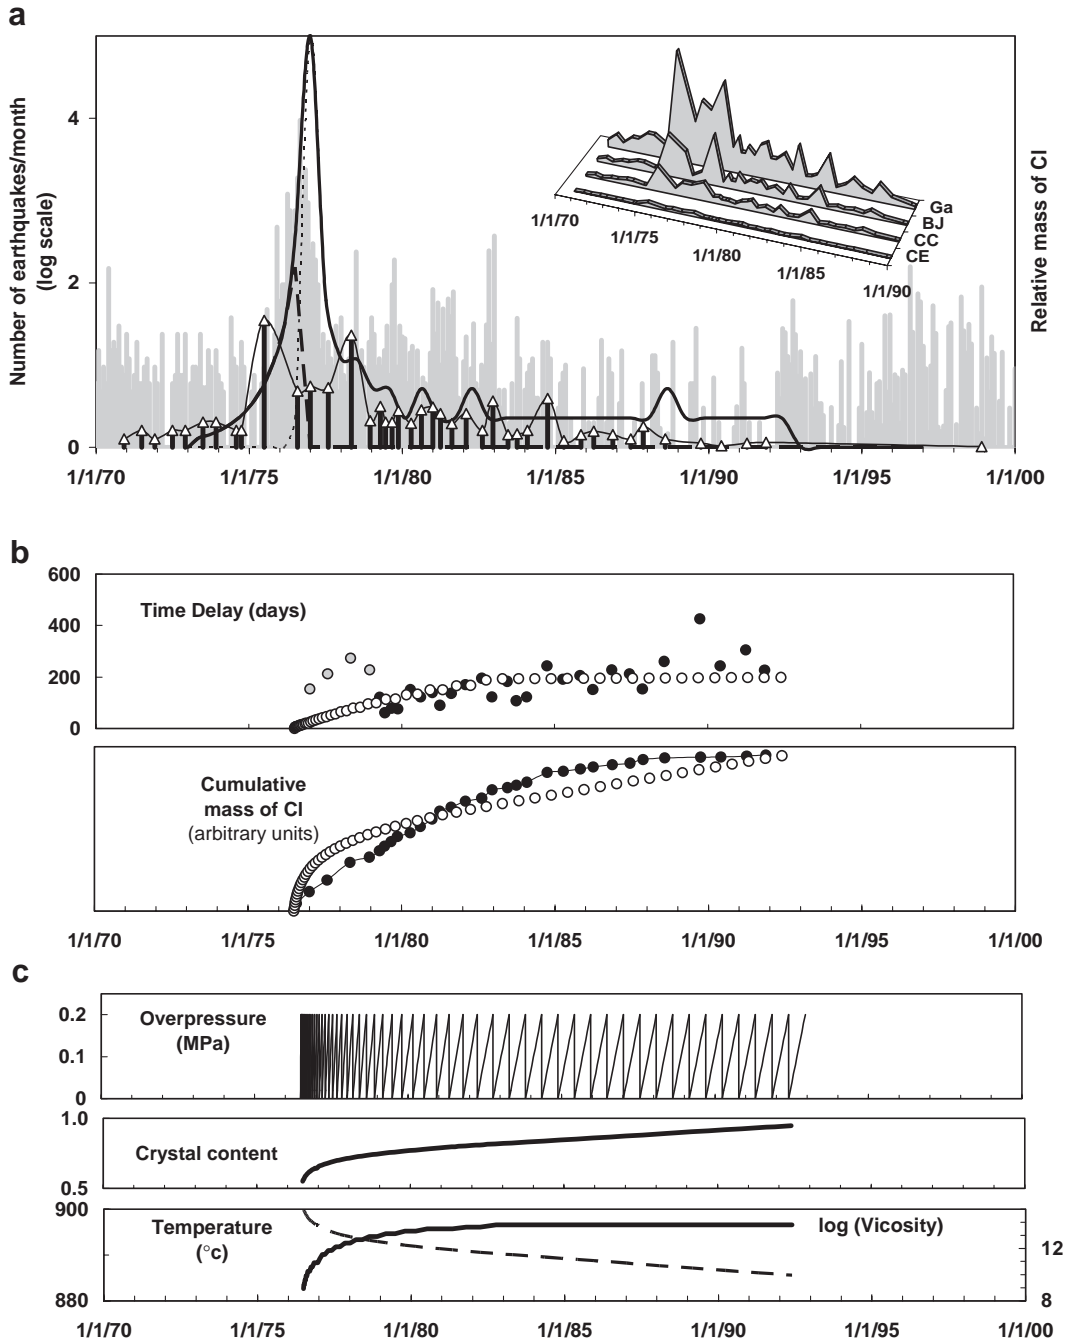 a
Number of earthquakes/month
(log scale)
4
2
0
Relative mass of Cl
Ga
BJ
CC
CE
1/1/70
1/1/75
1/1/80
1/1/85
1/1/90
1/1/70 1/1/75 1/1/80 1/1/85 1/1/90 1/1/95 1/1/00
b
600
400
200
0
Time Delay (days)
Cumulative
mass of Cl
(arbitrary units)
1/1/70 1/1/75 1/1/80 1/1/85 1/1/90 1/1/95 1/1/00
c
0.2
0.1
0
Overpressure
(MPa)
1.0
0.5
Crystal content
900
880
Temperature
(°c)
log (Vicosity)
12
8
1/1/70 1/1/75 1/1/80 1/1/85 1/1/90 1/1/95 1/1/00